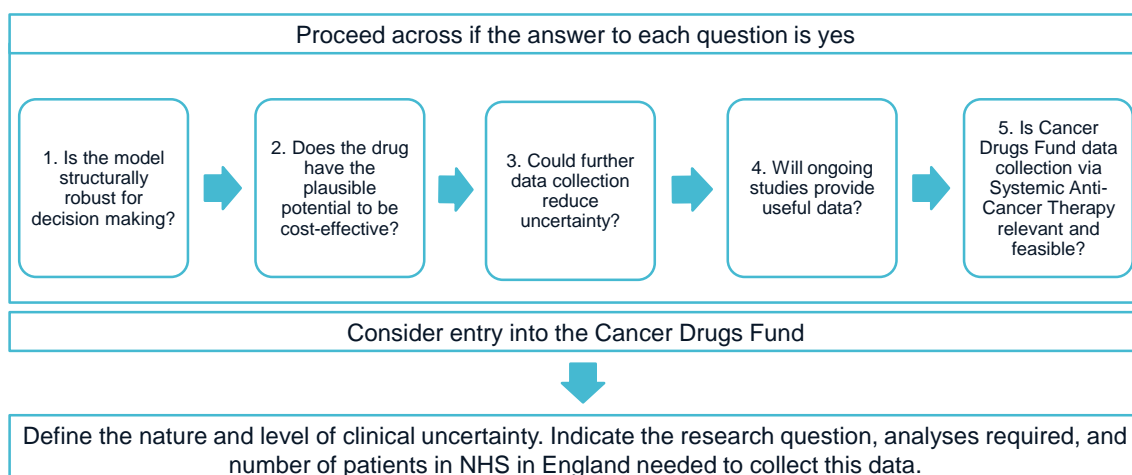 Proceed across if the answer to each question is yes
1. Is the model
structurally
robust for
decision making?
2. Does the drug
have the
plausible
potential to be
cost-effective?
3. Could further
data collection
reduce
uncertainty?
4. Will ongoing
studies provide
useful data?
5. Is Cancer
Drugs Fund data
collection via
Systemic Anti-
Cancer Therapy
relevant and
feasible?
Consider entry into the Cancer Drugs Fund
Define the nature and level of clinical uncertainty. Indicate the research question, analyses required, and
number of patients in NHS in England needed to collect this data.